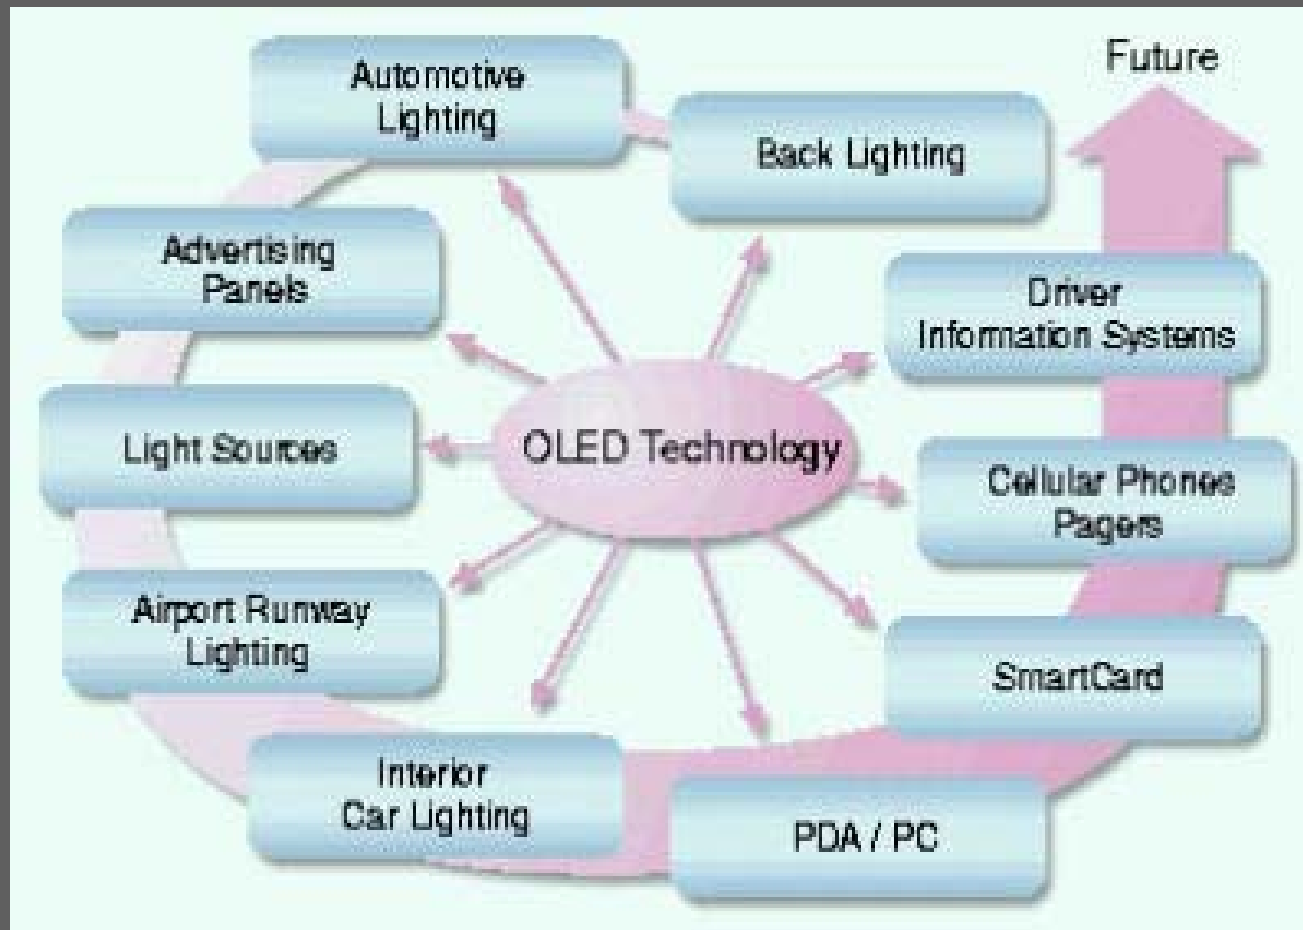 Future
Automotive
Lighting
Back Lighting
Advertising
Panels
Driver
Information Systems
Light Sources
OLED Technology
Cellular Phones
Pagers
Airport Runway
Lighting
SmartCard
Interior
Car Lighting
PDA / PC